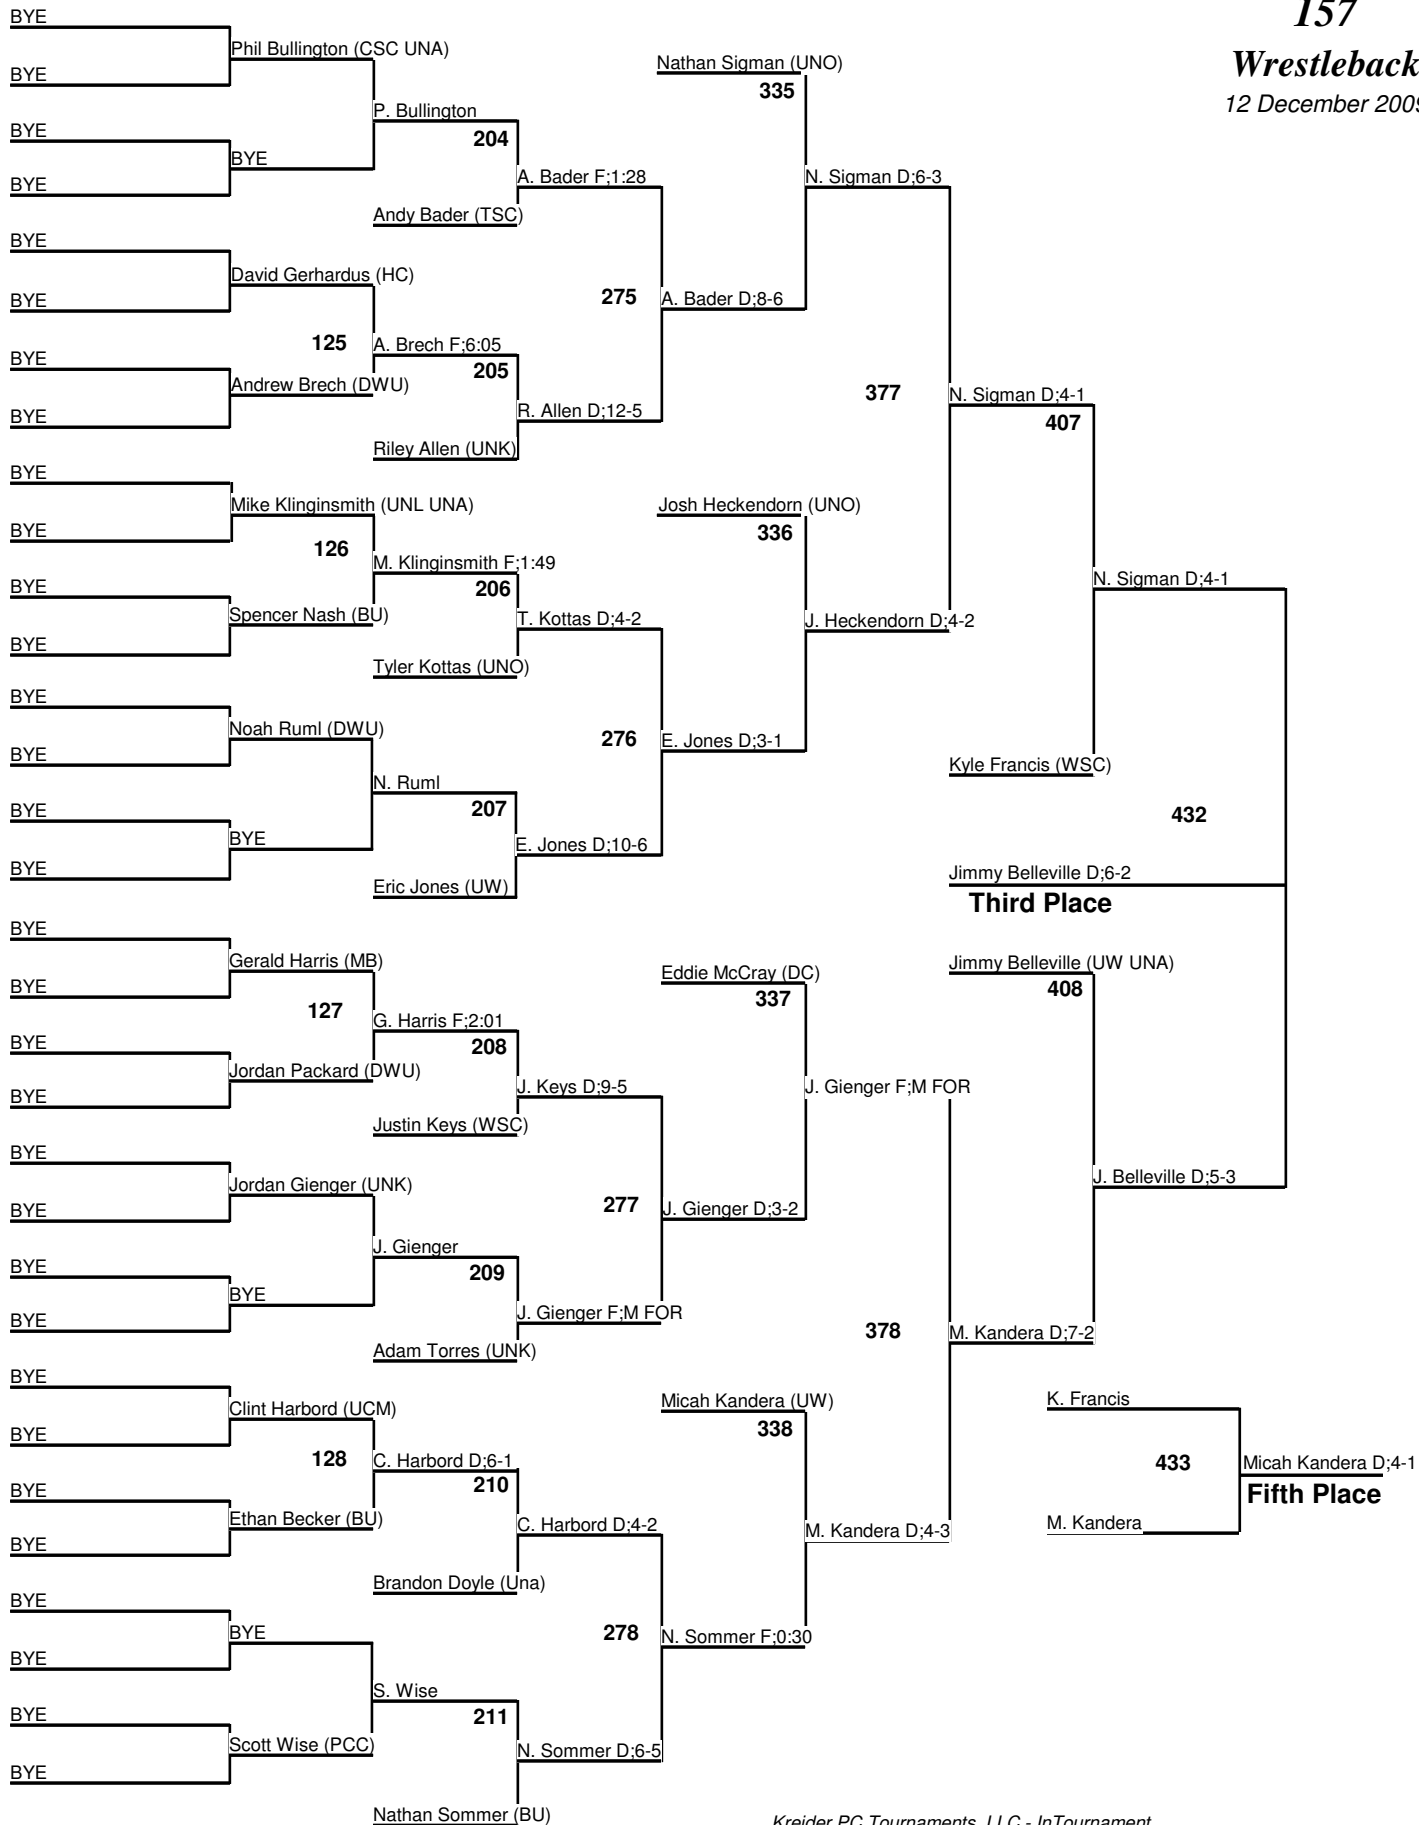 157
Wrestleback
12 December 2009
BYE
Phil Bullington (CSC UNA)
BYE
Nathan Sigman (UNO)
335
P. Bullington
BYE
204
BYE
A. Bader F;1:28
N. Sigman D;6-3
BYE
Andy Bader (TSC)
BYE
David Gerhardus (HC)
BYE
275
A. Bader D;8-6
125
A. Brech F;6:05
BYE
205
Andrew Brech (DWU)
377
N. Sigman D;4-1
BYE
R. Allen D;12-5
407
Riley Allen (UNK)
BYE
Mike Klinginsmith (UNL UNA)
Josh Heckendorn (UNO)
BYE
336
126
M. Klinginsmith F;1:49
N. Sigman D;4-1
BYE
206
Spencer Nash (BU)
T. Kottas D;4-2
J. Heckendorn D;4-2
BYE
Tyler Kottas (UNO)
BYE
Noah Ruml (DWU)
276
E. Jones D;3-1
BYE
Kyle Francis (WSC)
N. Ruml
BYE
207
432
BYE
E. Jones D;10-6
BYE
Jimmy Belleville D;6-2
Eric Jones (UW)
Third Place
BYE
Gerald Harris (MB)
Eddie McCray (DC)
Jimmy Belleville (UW UNA)
BYE
337
408
127
G. Harris F;2:01
BYE
208
Jordan Packard (DWU)
J. Keys D;9-5
J. Gienger F;M FOR
BYE
Justin Keys (WSC)
BYE
Jordan Gienger (UNK)
J. Belleville D;5-3
BYE
277
J. Gienger D;3-2
J. Gienger
BYE
209
BYE
J. Gienger F;M FOR
BYE
378
M. Kandera D;7-2
Adam Torres (UNK)
BYE
Clint Harbord (UCM)
Micah Kandera (UW)
K. Francis
BYE
338
128
C. Harbord D;6-1
433
Micah Kandera D;4-1
BYE
210
Fifth Place
Ethan Becker (BU)
C. Harbord D;4-2
M. Kandera D;4-3
M. Kandera
BYE
Brandon Doyle (Una)
BYE
BYE
278
N. Sommer F;0:30
BYE
S. Wise
BYE
211
Scott Wise (PCC)
N. Sommer D;6-5
BYE
Nathan Sommer (BU)
Kreider PC Tournaments, LLC - InTournament